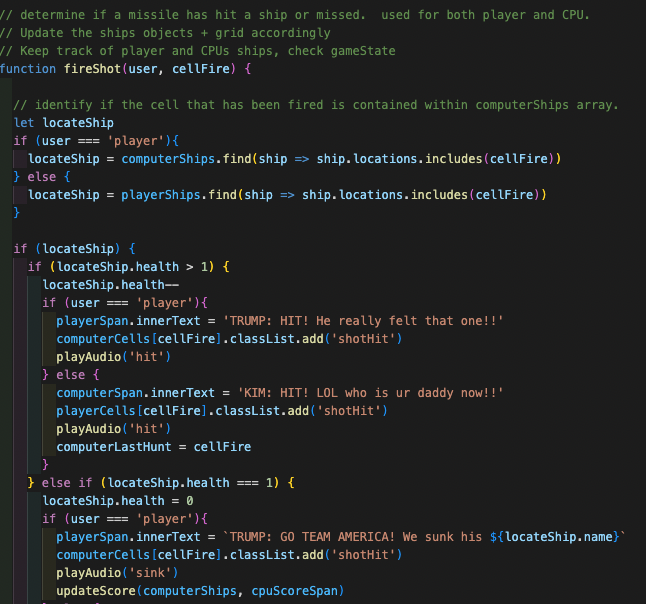 // determine if a missile has hit a ship or missed.  used for both player and CPU.
// Update the ships objects + grid accordingly
// Keep track of player and CPUs ships, check gameState
function fireShot(user, cellFire) {
// identify if the cell that has been fired is contained within computerShips array.
let locateShip
if (user === 'player'){
locateShip = computerShips.find(ship => ship.locations.includes(cellFire))
} else {
locateShip = playerShips.find(ship => ship.locations.includes(cellFire))
}
if (locateShip) {
if (locateShip.health > 1) {
locateShip.health--
if (user === 'player'){
playerSpan.innerText = 'TRUMP: HIT! He really felt that one!!'
computerCells[cellFire].classList.add('shotHit')
playAudio('hit')
} else {
computerSpan.innerText = 'KIM: HIT! LOL who is ur daddy now!!'
playerCells[cellFire].classList.add('shotHit')
playAudio('hit')
computerLastHunt = cellFire
}
} else if (locateShip.health === 1) {
locateShip.health = 0
if (user === 'player'){
playerSpan.innerText = `TRUMP: GO TEAM AMERICA! We sunk his ${locateShip.name}`
computerCells[cellFire].classList.add('shotHit')
playAudio('sink')
updateScore(computerShips, cpuScoreSpan)